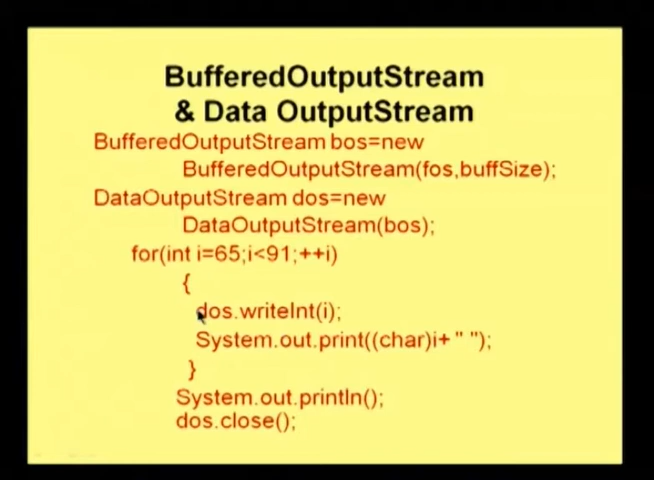 BufferedOutputStream
& Data OutputStream
BufferedOutputStream bos=new
BufferedOutputStream(fos,buffSize);
DataOutputStream dos=new
DataOutputStream(bos);
for(int i=65;i<91;++i)
{
dos.writeInt(i);
System.out.print((char)i+ " ");
}
System.out.println();
dos.close();